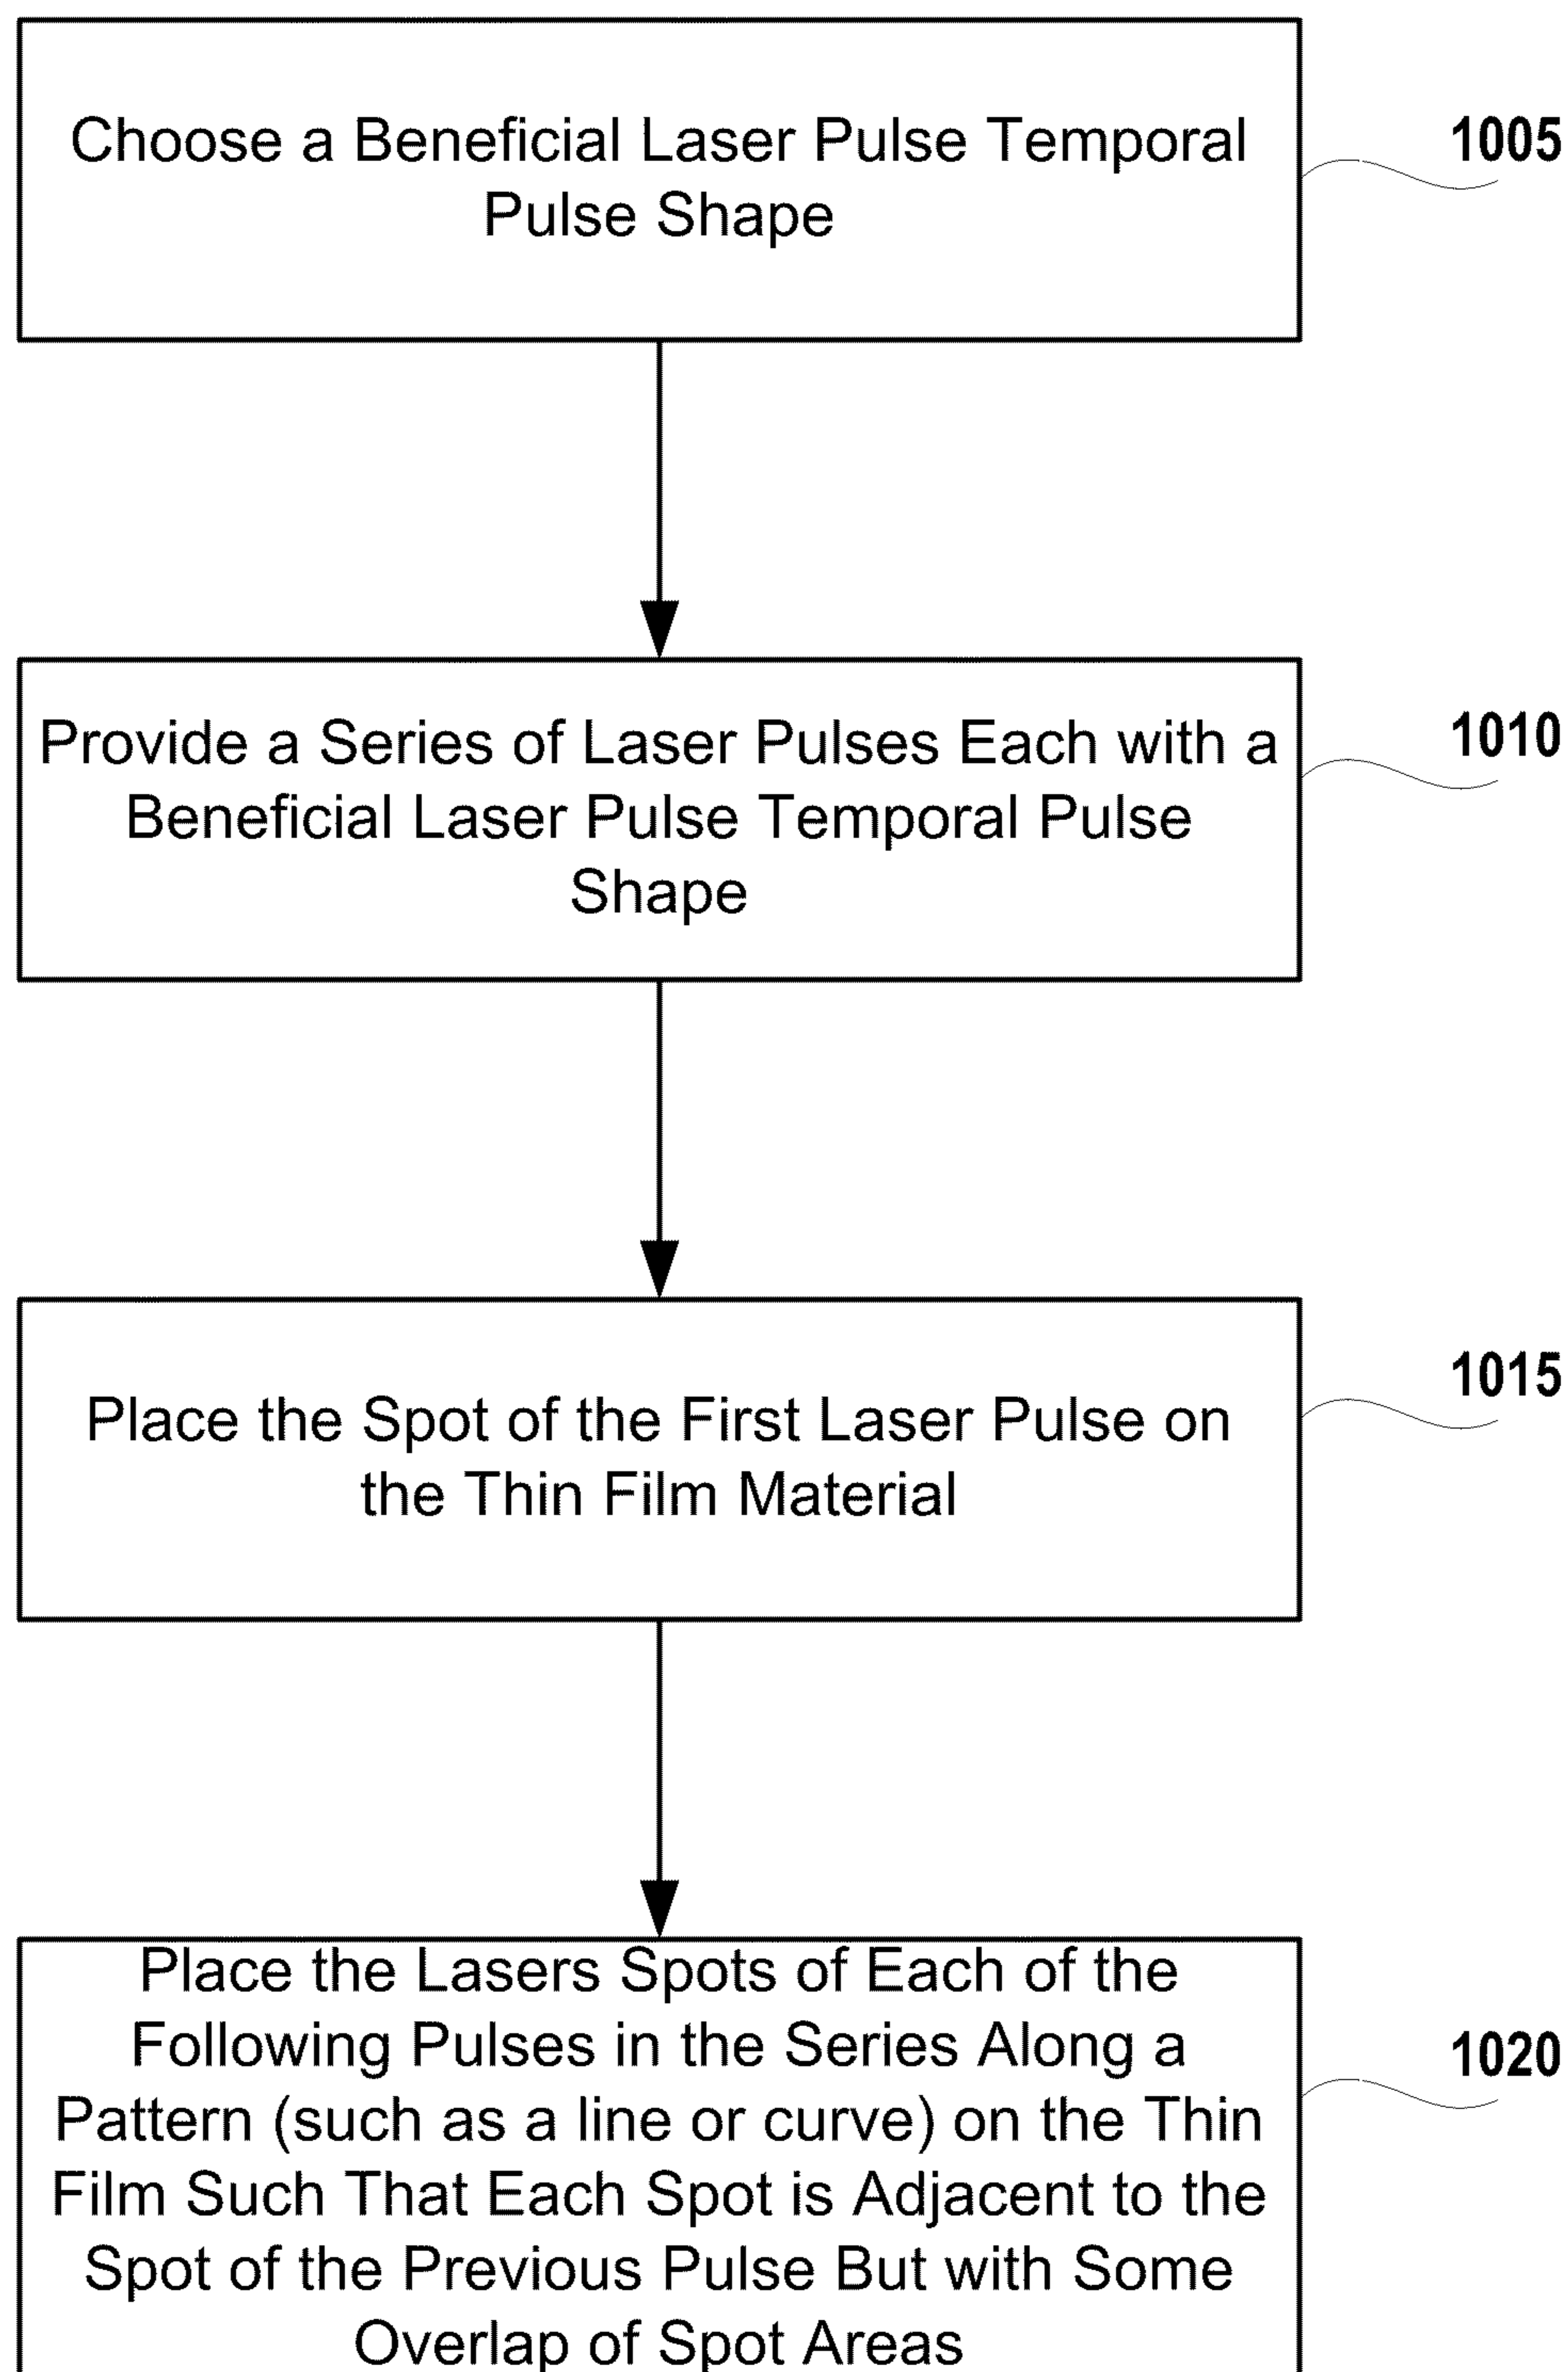 Choose a Beneficial Laser Pulse Temporal
Pulse Shape
1005
Provide a Series of Laser Pulses Each with a
Beneficial Laser Pulse Temporal Pulse
Shape
1010
Place the Spot of the First Laser Pulse on
the Thin Film Material
1015
Place the Lasers Spots of Each of the
Following Pulses in the Series Along a
Pattern (such as a line or curve) on the Thin
Film Such That Each Spot is Adjacent to the
Spot of the Previous Pulse But with Some
Overlap of Spot Areas
1020